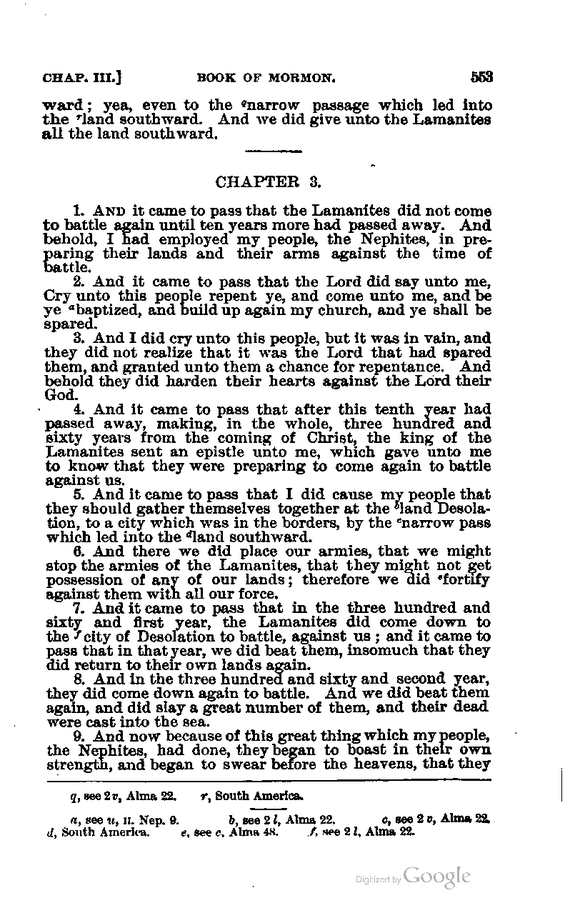 CHAP. III.] BOOK OF MORMON. 553
ward; yea, even to the qnarrow passage which led into
the rland southward. And we did give unto the Lamanites
all the land southward.
CHAPTER 3.
1. AND it came to pass that the Lamanites did not come
to battle again until ten years more had passed away. And
behold, I had employed my people, the Nephites, in pre-
paring their lands and their arms against the time of
battle.
2. And it came to pass that the Lord did say unto me,
Cry unto this people repent ye, and come unto me, and be
ye abaptized, and build up again my church, and ye shall be
spared.
3. And I did cry unto this people, but it was in vain, and
they did not realize that it was the Lord that had spared
them, and granted unto them a chance for repentance. And
behold they did harden their hearts against the Lord their
God.
4. And it came to pass that after this tenth year had
passed away, making, in the whole, three hundred and
sixty years from the coming of Christ, the king of the
Lamanites sent an epistle unto me, which gave unto me
to know that they were preparing to come again to battle
against us.
5. And it came to pass that I did cause my people that
they should gather themselves together at the bland Desola-
tion, to a city which was in the borders, by the cnarrow pass
which led into the dland southward.
6. And there we did place our armies, that we might
stop the armies of the Lamanites, that they might not get
possession of any of our lands; therefore we did efortify
against them with all our force.
7. And it came to pass that in the three hundred and
sixty and first year, the Lamanites did come down to
the fcity of Desolation to battle, against us; and it came to
pass that in that year, we did beat them, insomuch that they
did return to their own lands again.
8. And in the three hundred and sixty and second year,
they did come down again to battle. And we did beat them
again, and did slay a great number of them, and their dead
were cast into the sea.
9. And now because of this great thing which my people,
the Nephites, had done, they began to boast in their own
strength, and began to swear before the heavens, that they
q, see 2 v, Alma 22. r, South America.
a, see u, II. Nep. 9. b, see 2 l, Alma 22. c, see 2 v, Alma 22.
d, South America. e, see c, Alma 48. f, see 2 l, Alma 22.
Digitized by Google